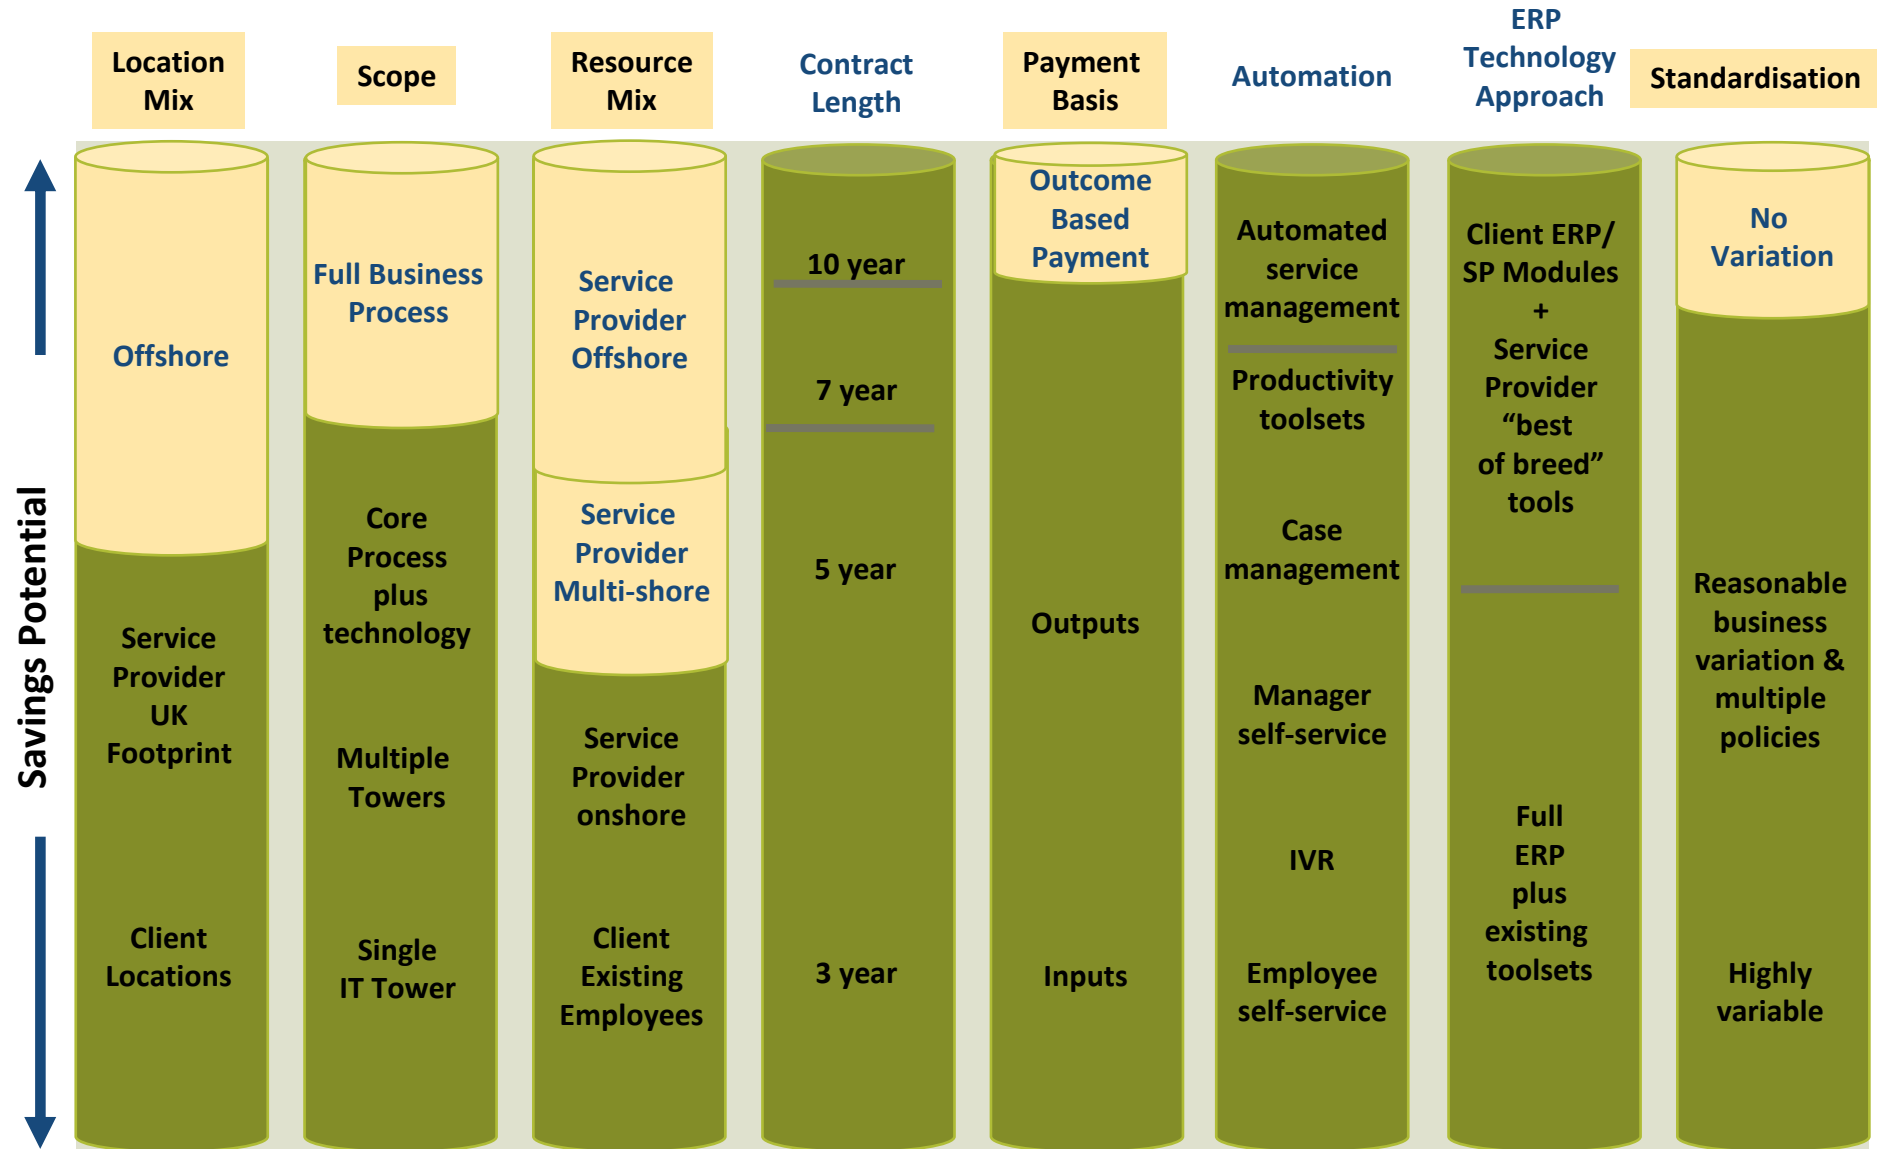 Location
Mix
Scope
Resource
Mix
Contract
Length
Payment
Basis
Automation
ERP
Technology
Approach
Standardisation
Savings Potential
Offshore
Service
Provider
UK
Footprint
Client
Locations
Full Business
Process
Core
Process
plus
technology
Multiple
Towers
Single
IT Tower
Service
Provider
Offshore
Service
Provider
Multi-shore
Service
Provider
onshore
Client
Existing
Employees
10 year
7 year
5 year
3 year
Outcome
Based
Payment
Outputs
Inputs
Automated
service
management
Productivity
toolsets
Case
management
Manager
self-service
IVR
Employee
self-service
Client ERP/
SP Modules
+
Service
Provider
“best
of breed”
tools
Full
ERP
plus
existing
toolsets
No
Variation
Reasonable
business
variation &
multiple
policies
Highly
variable